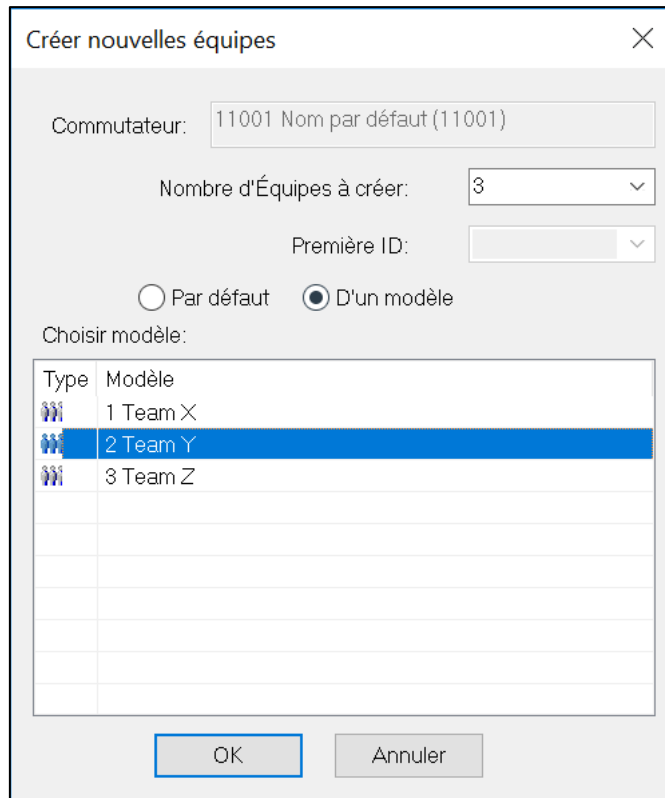 Créer nouvelles équipes
Commutateur: 11001 Nom par défaut (11001)
Nombre d'Équipes à créer: 3
Première ID:
Par défaut D'un modèle
Choisir modèle:
Type Modèle
1 Team X
2 Team Y
3 Team Z
OK Annuler